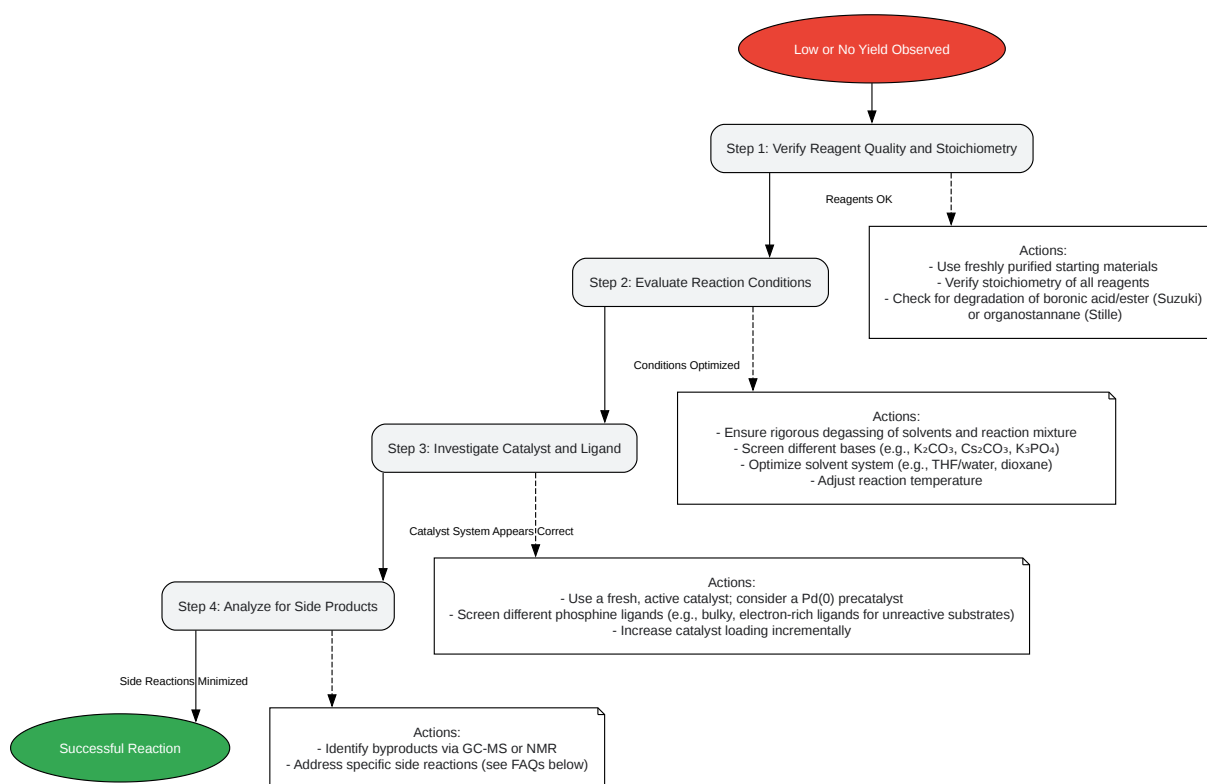 Low or No Yield Observed
Step 1: Verify Reagent Quality and Stoichiometry
Reagents OK
Actions:
- Use freshly purified starting materials
- Verify stoichiometry of all reagents
- Check for degradation of boronic acid/ester (Suzuki)
or organostannane (Stille)
Step 2: Evaluate Reaction Conditions
Conditions Optimized
Actions:
- Ensure rigorous degassing of solvents and reaction mixture
- Screen different bases (e.g., K₂CO₃, Cs₂CO₃, K₃PO₄)
- Optimize solvent system (e.g., THF/water, dioxane)
- Adjust reaction temperature
Step 3: Investigate Catalyst and Ligand
Catalyst System Appears Correct
Actions:
- Use a fresh, active catalyst; consider a Pd(0) precatalyst
- Screen different phosphine ligands (e.g., bulky, electron-rich ligands for unreactive substrates)
- Increase catalyst loading incrementally
Step 4: Analyze for Side Products
Side Reactions Minimized
Actions:
- Identify byproducts via GC-MS or NMR
- Address specific side reactions (see FAQs below)
Successful Reaction